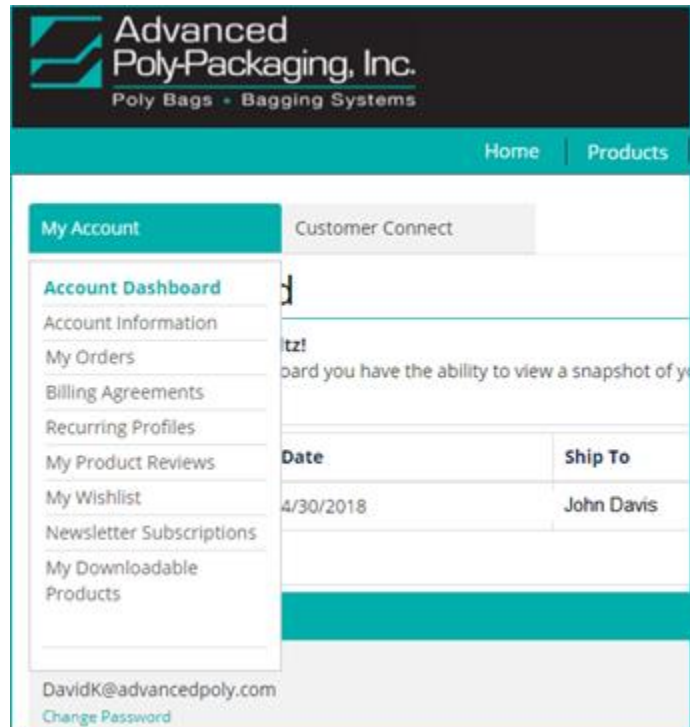 Advanced
Poly-Packaging, Inc.
Poly Bags • Bagging Systems
Home Products
My Account Customer Connect
Account Dashboard
d
Account Information
My Orders
tz!
oard you have the ability to view a snapshot of
Billing Agreements
Recurring Profiles
My Product Reviews
Date Ship To
My Wishlist
4/30/2018 John Davis
Newsletter Subscriptions
My Downloadable
Products
DavidK@advancedpoly.com
Change Password